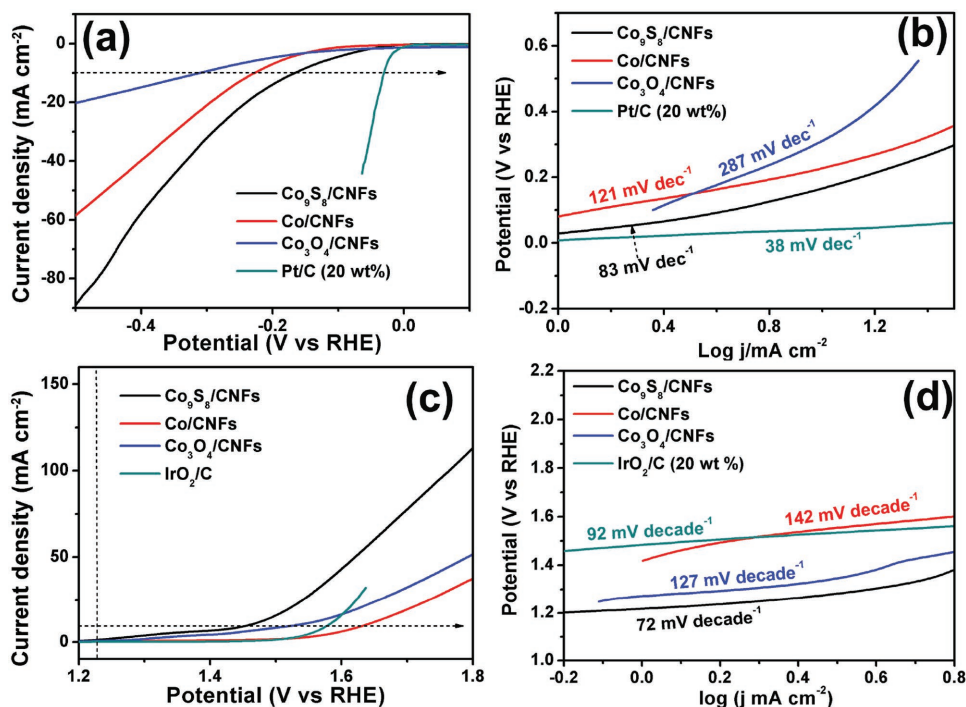 (a)
Current density (mA cm⁻²)
0
-20
-40
-60
-80
Co₉S₈/CNFs
Co/CNFs
Co₃O₄/CNFs
Pt/C (20 wt%)
-0.4
-0.2
0.0
Potential (V vs RHE)
(b)
Potential (V vs RHE)
0.6
0.4
0.2
0.0
-0.2
Co₉S₈/CNFs
Co/CNFs
Co₃O₄/CNFs
Pt/C (20 wt%)
287 mV dec⁻¹
121 mV dec⁻¹
38 mV dec⁻¹
83 mV dec⁻¹
0.0
0.4
0.8
1.2
Log j/mA cm⁻²
(c)
Current density (mA cm⁻²)
150
100
50
0
Co₉S₈/CNFs
Co/CNFs
Co₃O₄/CNFs
IrO₂/C
1.2
1.4
1.6
1.8
Potential (V vs RHE)
(d)
Potential (V vs RHE)
2.2
2.0
1.8
1.6
1.4
1.2
1.0
Co₉S₈/CNFs
Co/CNFs
Co₃O₄/CNFs
IrO₂/C (20 wt %)
92 mV decade⁻¹
142 mV decade⁻¹
127 mV decade⁻¹
72 mV decade⁻¹
-0.2
0.0
0.2
0.4
0.6
0.8
log (j mA cm⁻²)